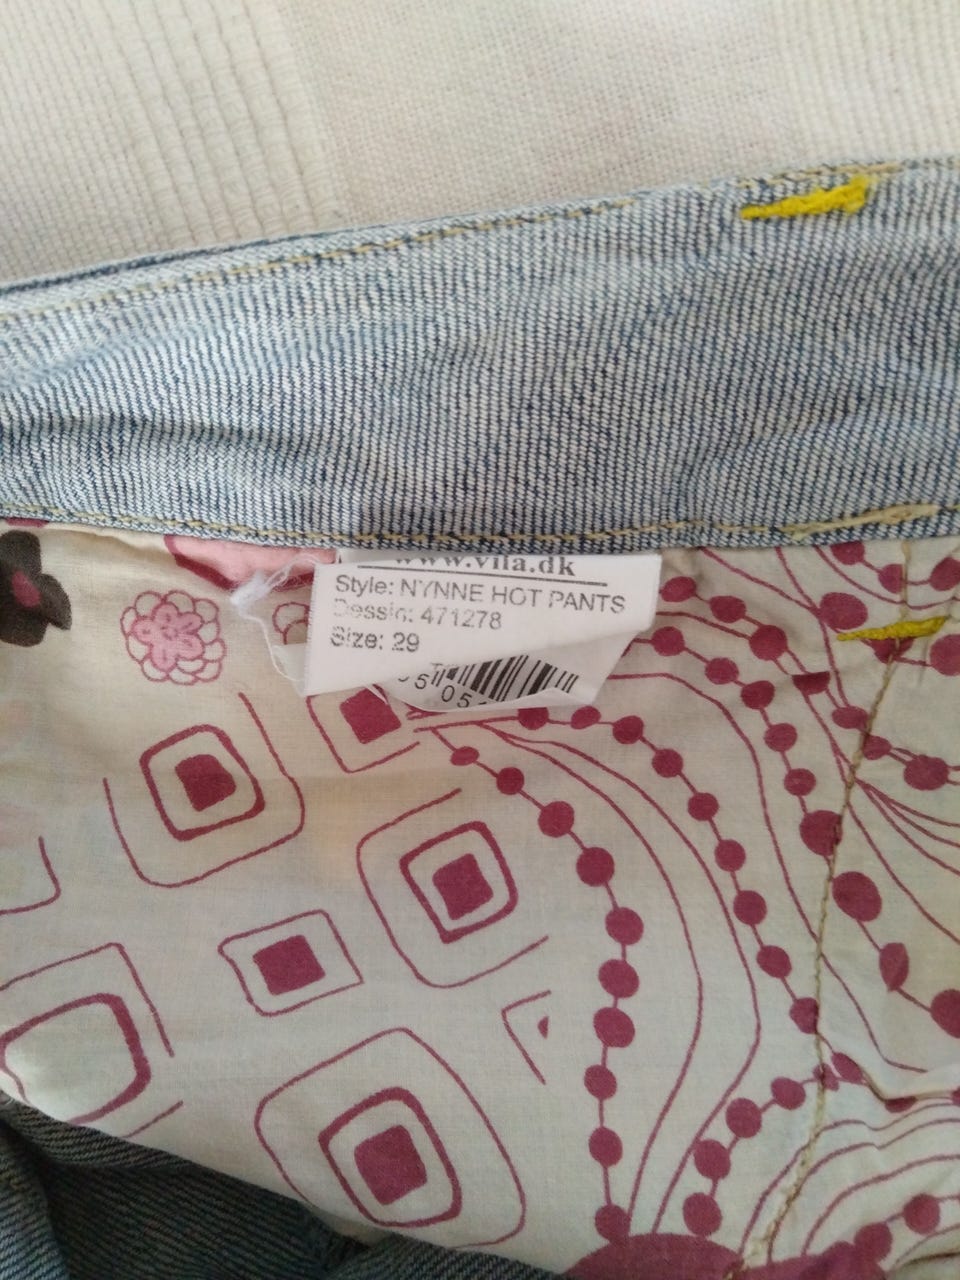 www.vila.dk
Style: NYNNE HOT PANTS
Dessin: 471278
Size: 29